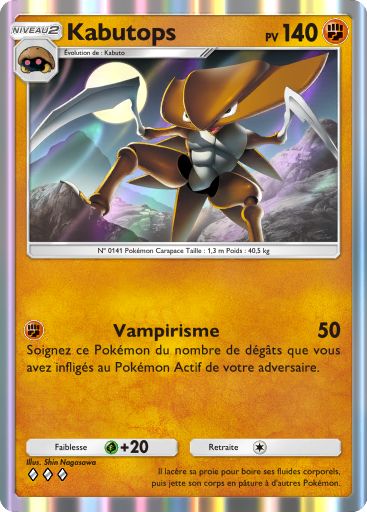 NIVEAU2 Kabutops PV 140
Évolution de : Kabuto
N° 0141 Pokémon Carapace Taille : 1,3 m Poids : 40,5 kg
Vampirisme 50
Soignez ce Pokémon du nombre de dégâts que vous
avez infligés au Pokémon Actif de votre adversaire.
Faiblesse +20 Retraite
Illus. Shin Nagasawa
Il lacère sa proie pour boire ses fluides corporels,
puis jette son corps en pâture à d'autres Pokémon.